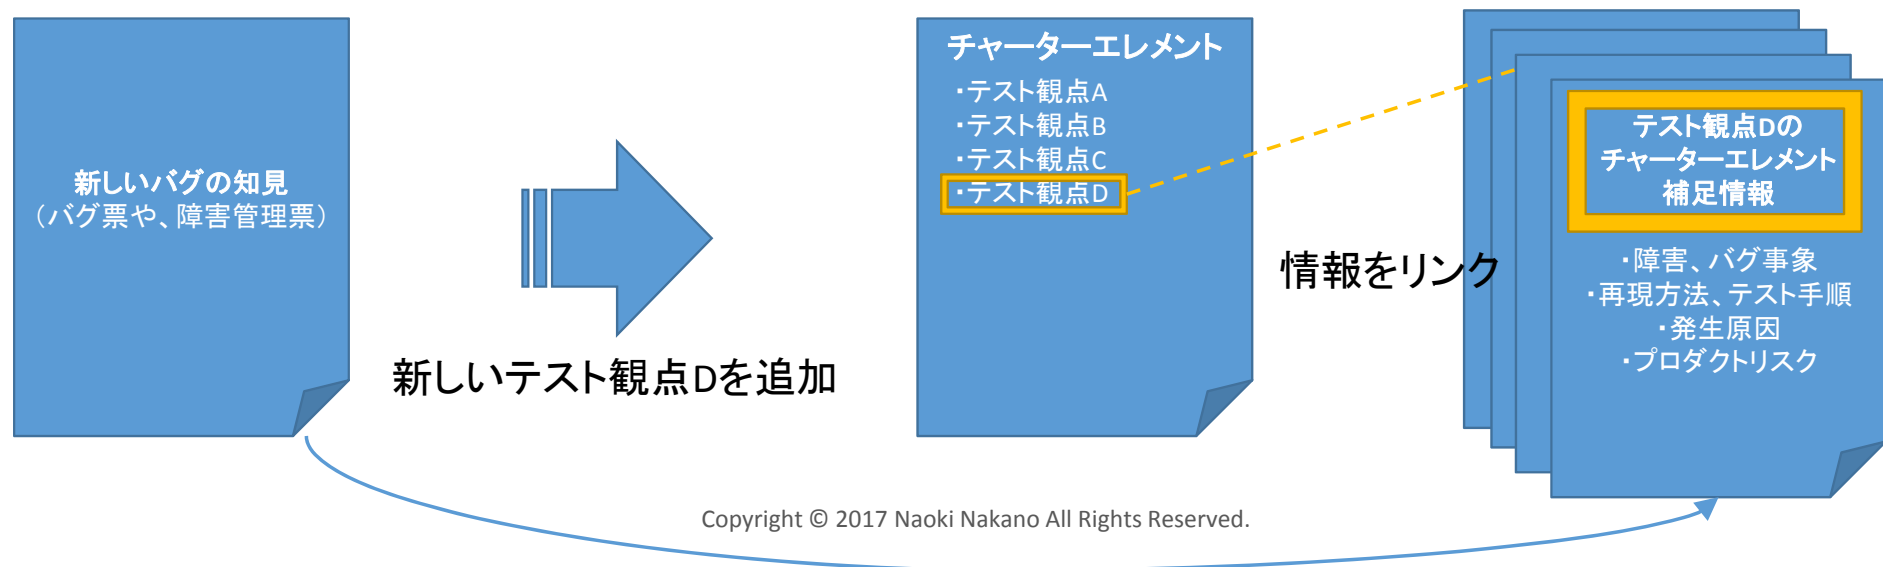 新しいバグの知見
（バグ票や、障害管理票）
新しいテスト観点Dを追加
チャーターエレメント
・テスト観点A
・テスト観点B
・テスト観点C
・テスト観点D
情報をリンク
テスト観点Dの
チャーターエレメント
補足情報
・障害、バグ事象
・再現方法、テスト手順
・発生原因
・プロダクトリスク
Copyright © 2017 Naoki Nakano All Rights Reserved.